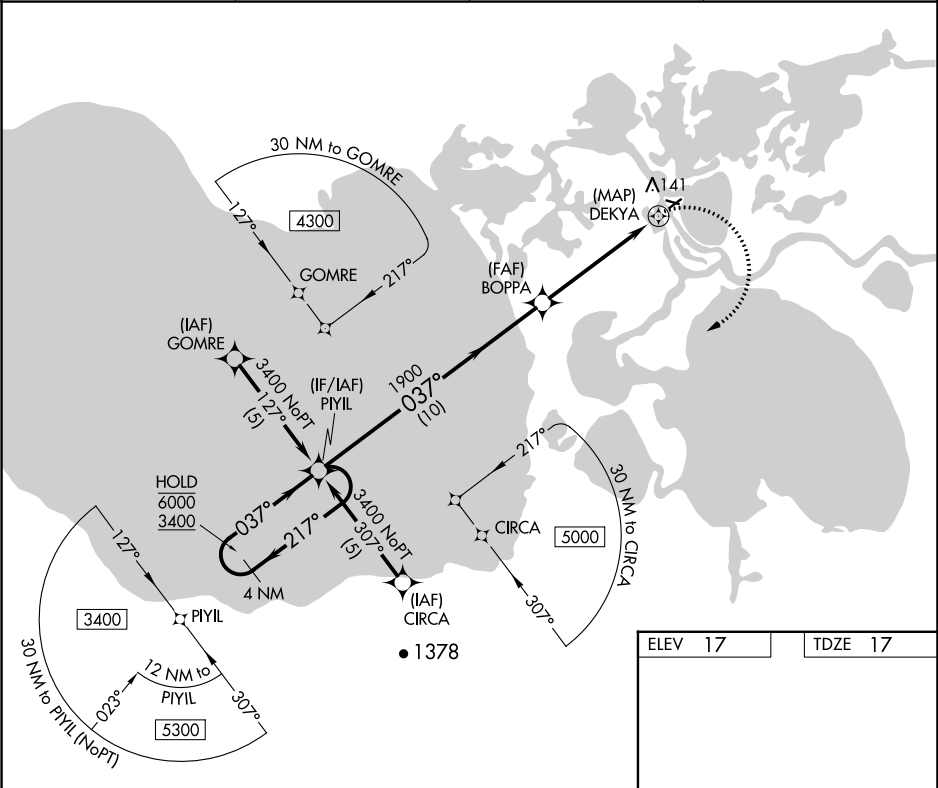 30 NM to GOMRE
127°
4300
217°
GOMRE
(MAP)
DEKYA
141
(FAF)
BOPPA
(IAF)
GOMRE
3400 NoPT
127°
(5)
(IF/IAF)
PIYIL
1900
037°
(10)
HOLD
6000
3400
037°
217°
4 NM
3400 NoPT
307°
(5)
(IAF)
CIRCA
1378
217°
30 NM to CIRCA
5000
CIRCA
307°
127°
3400
PIYIL
12 NM to
PIYIL
023°
307°
5300
30 NM to PIYIL (NoPT)
ELEV 17
TDZE 17